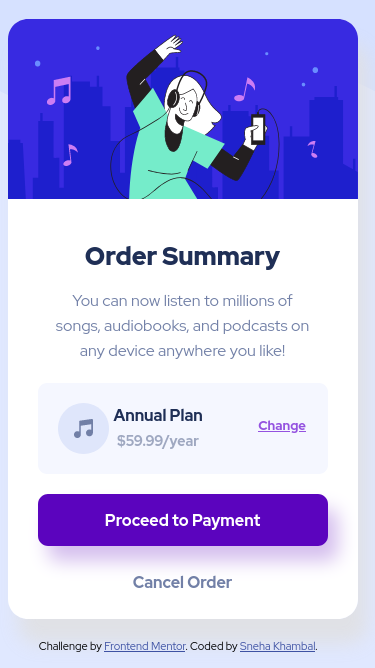 Order Summary
You can now listen to millions of
songs, audiobooks, and podcasts on
any device anywhere you like!
Annual Plan
$59.99/year
Change
Proceed to Payment
Cancel Order
Challenge by Frontend Mentor. Coded by Sneha Khambal.